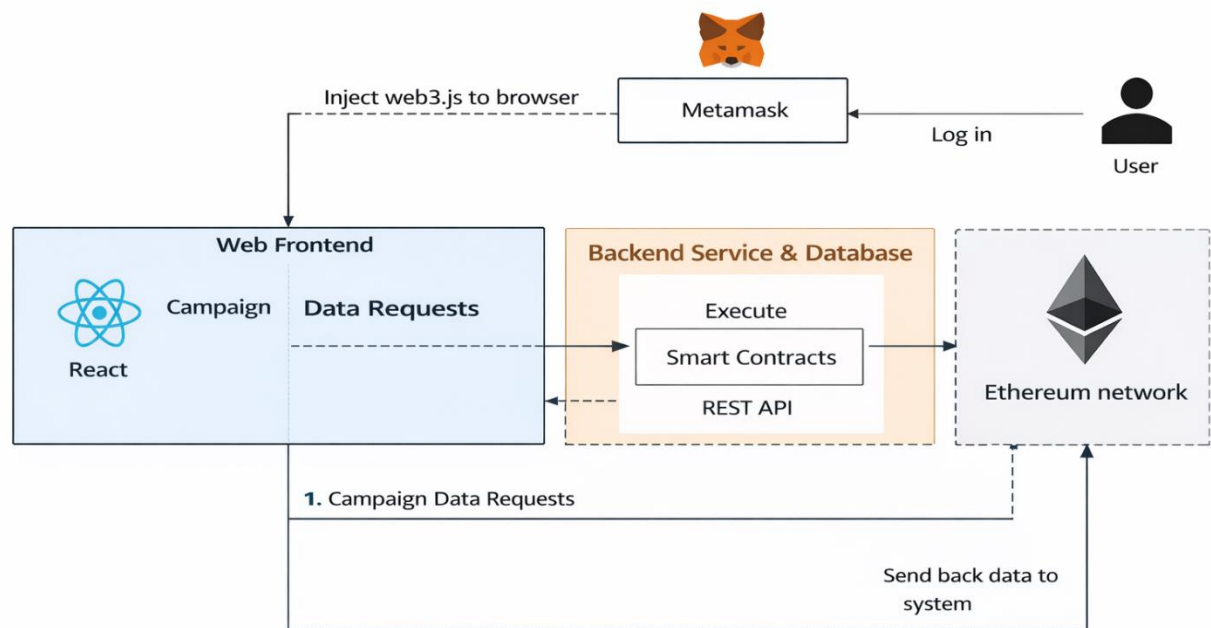 Inject web3.js to browser
Metamask
Log in
User
Web Frontend
Campaign
Data Requests
React
Backend Service & Database
Execute
Smart Contracts
REST API
Ethereum network
1. Campaign Data Requests
Send back data to
system